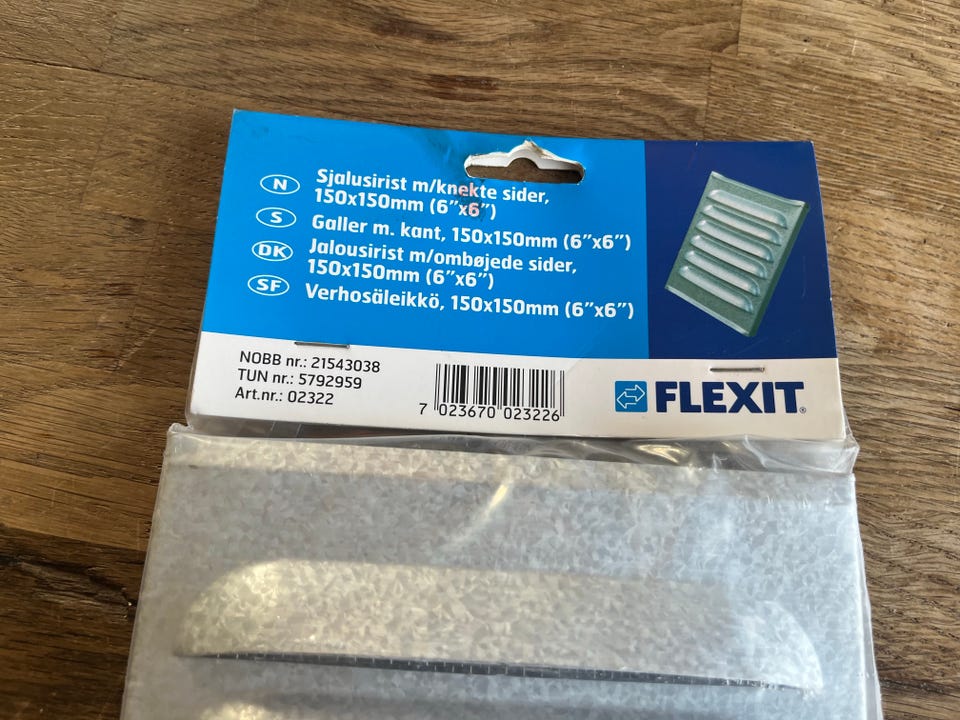 N Sjalusirist m/knekte sider,
150x150mm (6”x6”)
S Galler m. kant, 150x150mm (6”x6”)
DK Jalousirist m/ombøjede sider,
150x150mm (6”x6”)
SF Verhosäleikkö, 150x150mm (6”x6”)
NOBB nr.: 21543038
TUN nr.: 5792959
Art.nr.: 02322
7 023670 023226
FLEXIT®